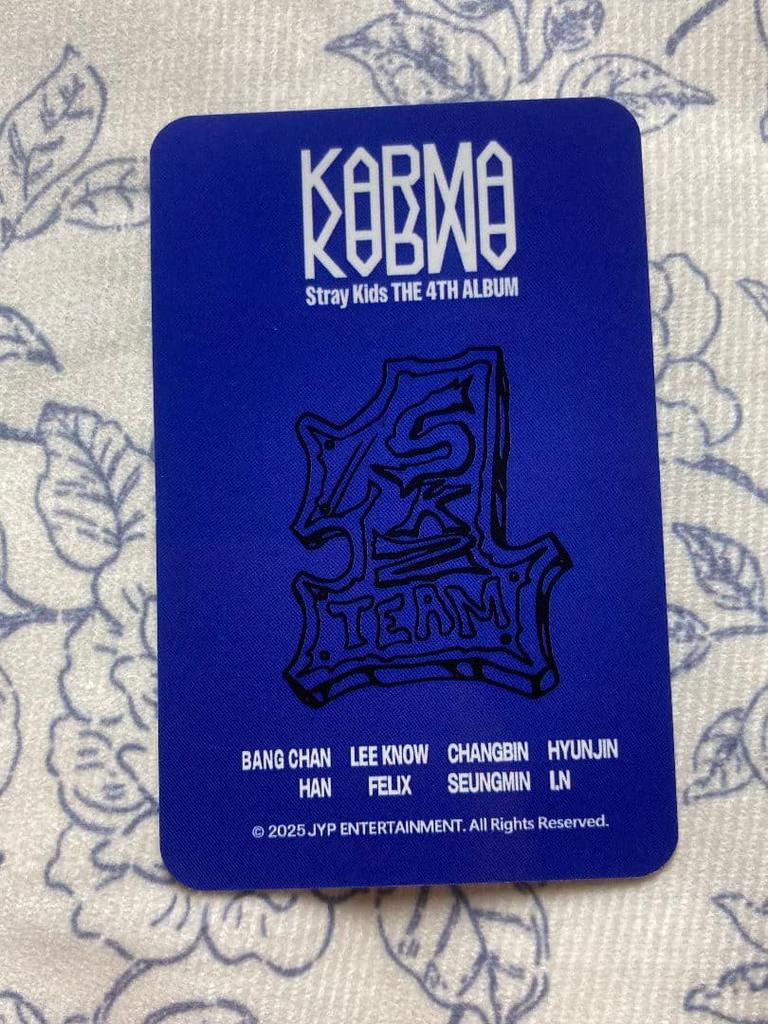 KARMA
Stray Kids THE 4TH ALBUM
SKZ
TEAM
BANG CHAN LEE KNOW CHANGBIN HYUNJIN
HAN FELIX SEUNGMIN I.N
© 2025 JYP ENTERTAINMENT. All Rights Reserved.